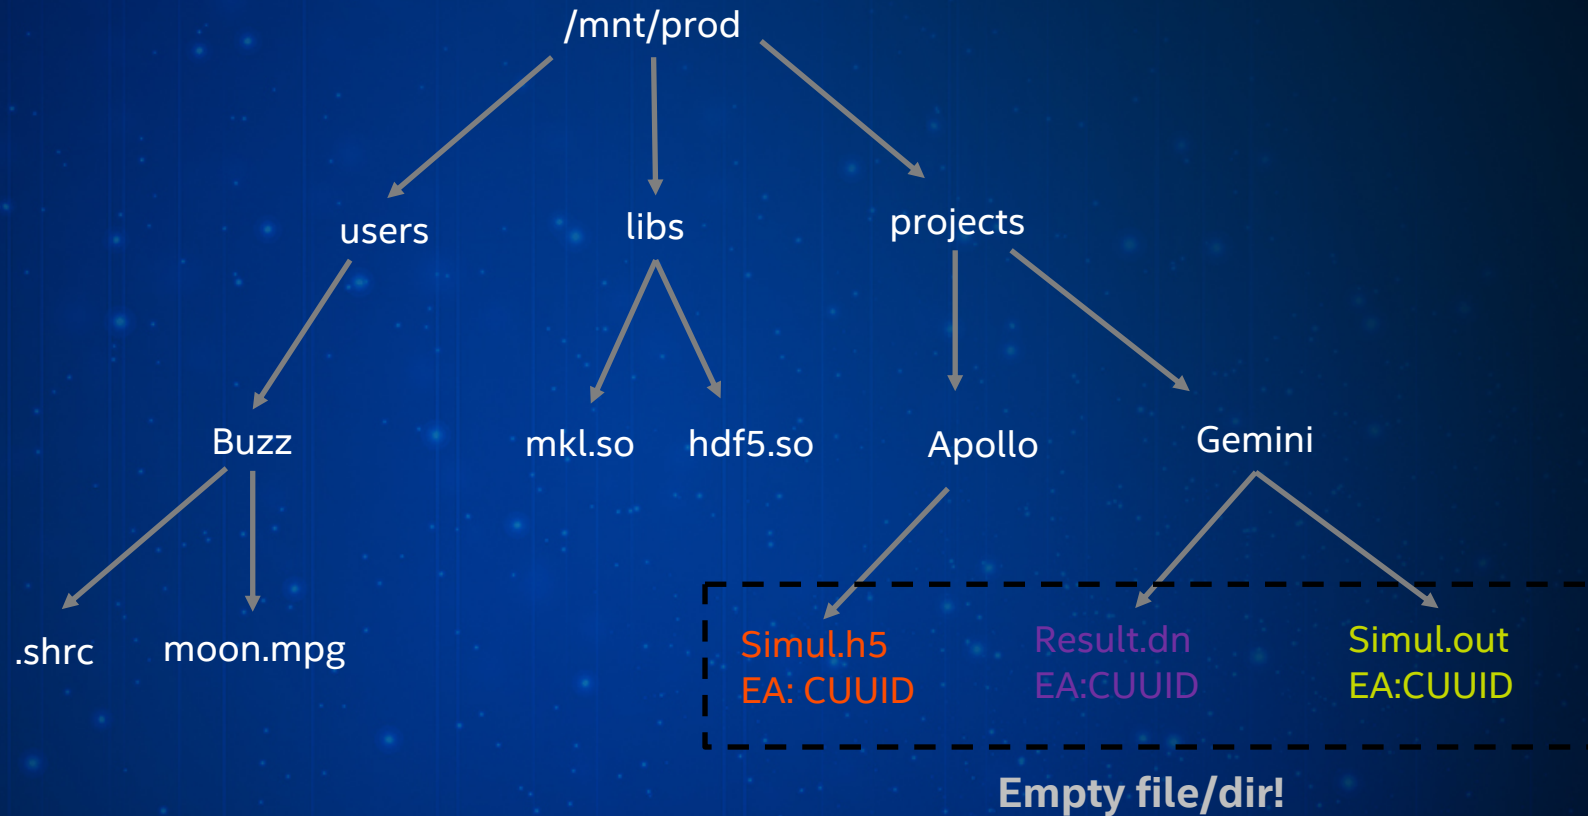 /mnt/prod
users
libs
projects
Buzz
mkl.so
hdf5.so
Apollo
Gemini
.shrc
moon.mpg
Simul.h5
EA: CUUID
Result.dn
EA:CUUID
Simul.out
EA:CUUID
Empty file/dir!